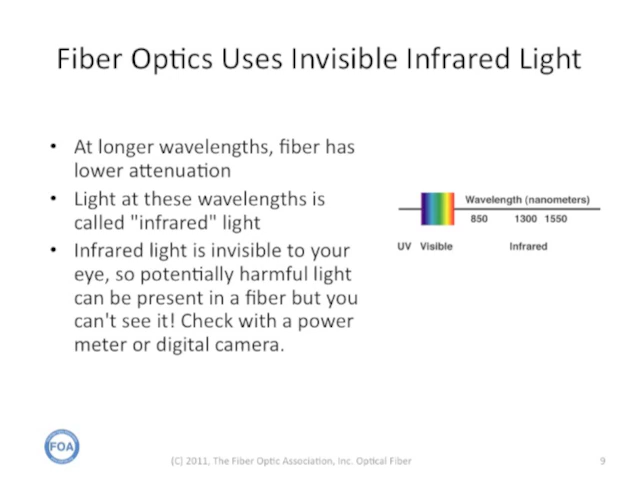 Fiber Optics Uses Invisible Infrared Light
• At longer wavelengths, fiber has
lower attenuation
• Light at these wavelengths is
called "infrared" light
• Infrared light is invisible to your
eye, so potentially harmful light
can be present in a fiber but you
can't see it! Check with a power
meter or digital camera.
Wavelength (nanometers)
850 1300 1550
UV Visible Infrared
FOA
(C) 2011, The Fiber Optic Association, Inc. Optical Fiber
9